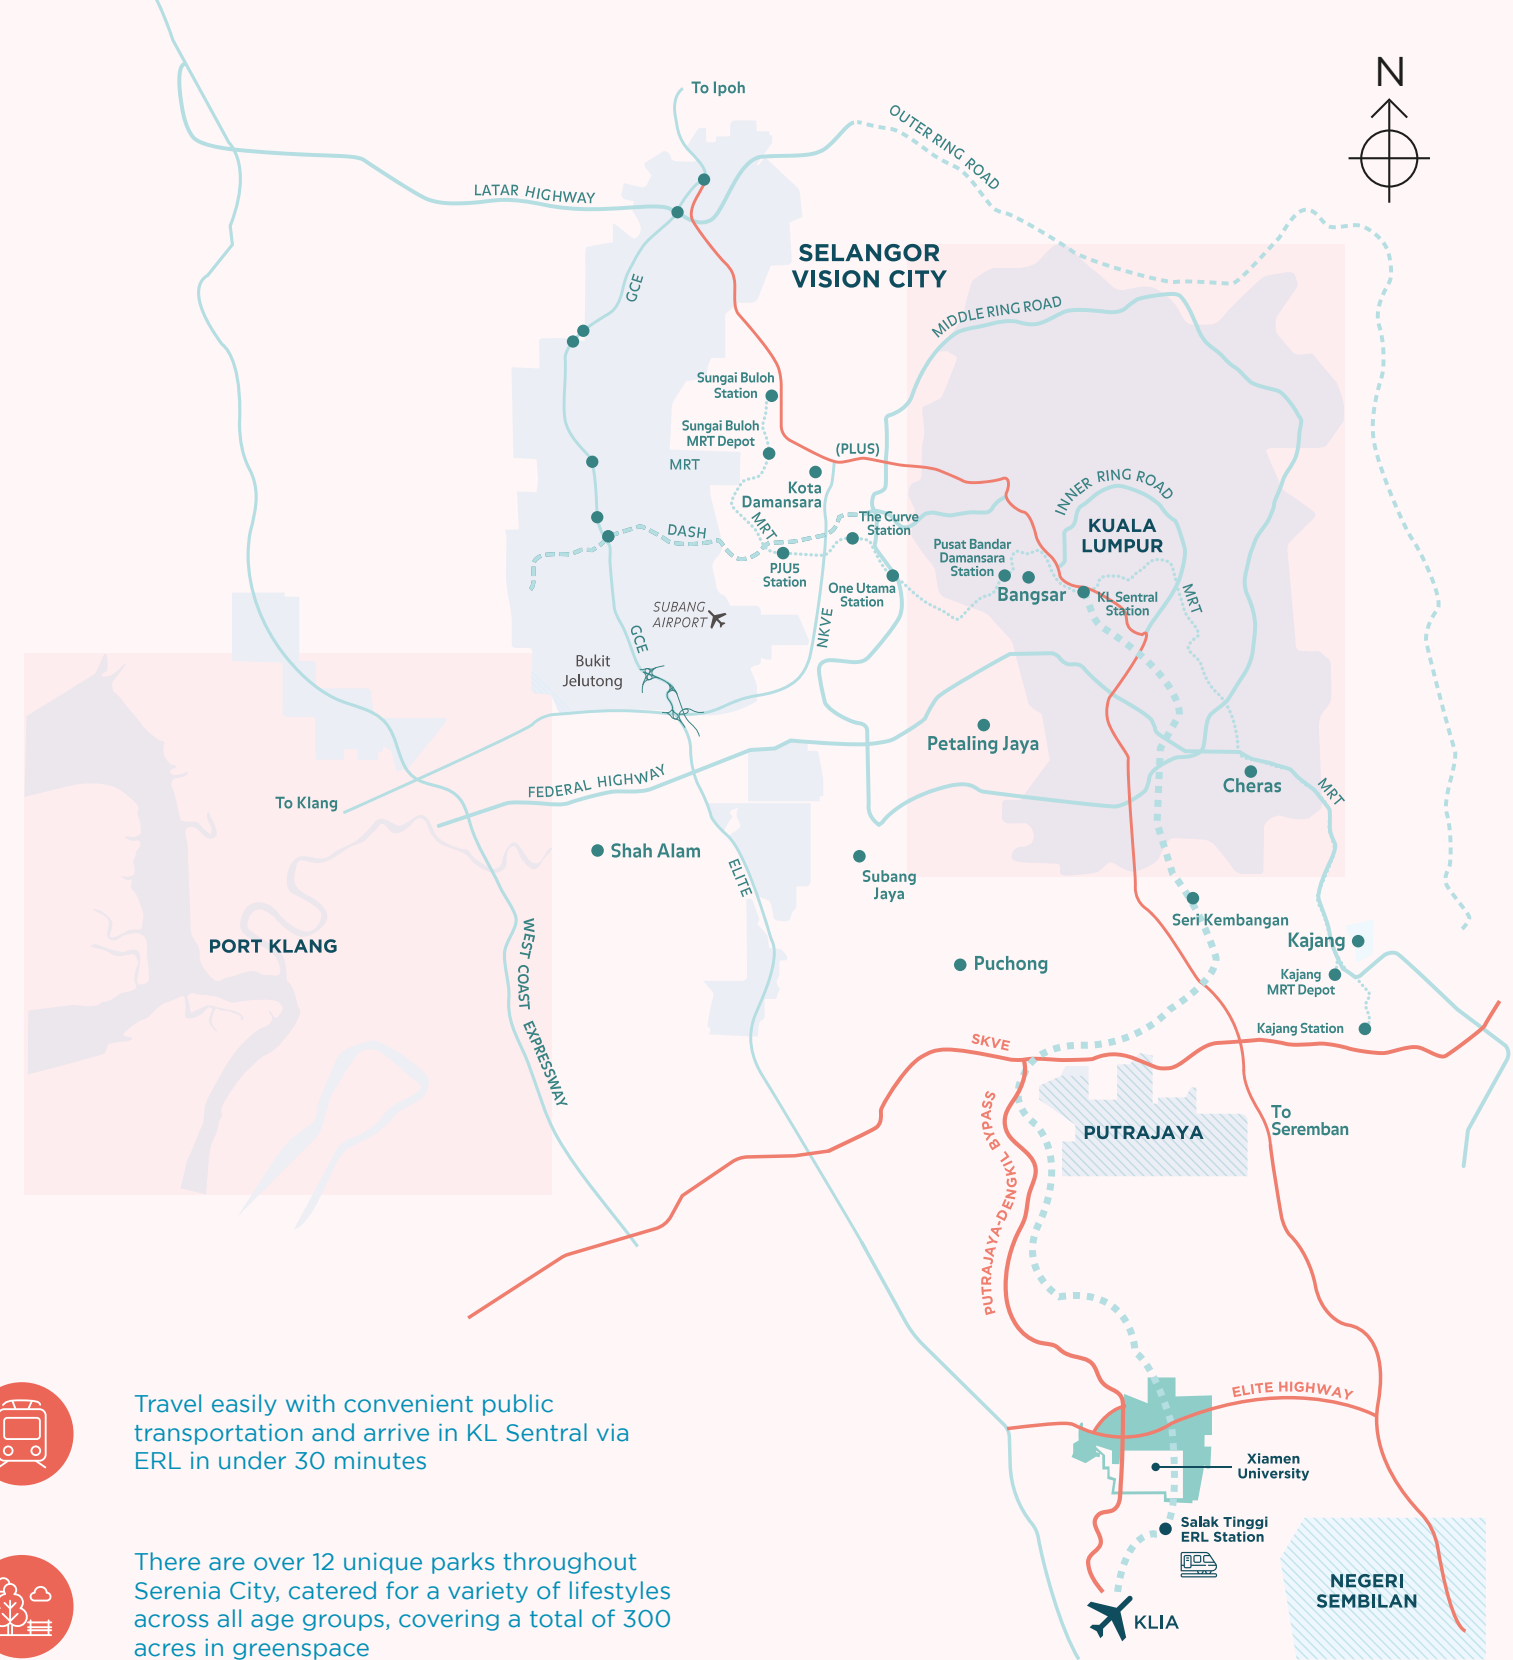 N
To Ipoh
OUTER RING ROAD
LATAR HIGHWAY
SELANGOR
VISION CITY
GCE
MIDDLE RING ROAD
Sungai Buloh
Station
Sungai Buloh
MRT Depot
(PLUS)
MRT
Kota
Damansara
INNER RING ROAD
KUALA
LUMPUR
MRT
DASH
The Curve
Station
Pusat Bandar
Damansara
Station
PJU5
Station
One Utama
Station
Bangsar
KL Sentral
Station
MRT
SUBANG
AIRPORT
GCE
NKVE
Bukit
Jelutong
Petaling Jaya
FEDERAL HIGHWAY
Cheras
MRT
To Klang
Shah Alam
ELITE
Subang
Jaya
Seri Kembangan
PORT KLANG
WEST COAST EXPRESSWAY
Kajang
Puchong
Kajang
MRT Depot
Kajang Station
SKVE
PUTRAJAYA-DENGKIL BYPASS
PUTRAJAYA
To
Seremban
ELITE HIGHWAY
Xiamen
University
Salak Tinggi
ERL Station
NEGERI
SEMBILAN
KLIA
Travel easily with convenient public
transportation and arrive in KL Sentral via
ERL in under 30 minutes
There are over 12 unique parks throughout
Serenia City, catered for a variety of lifestyles
across all age groups, covering a total of 300
acres in greenspace